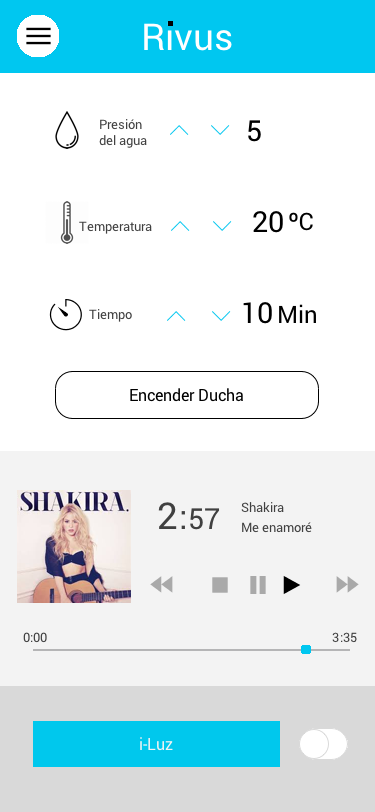 Rivus
Presión
del agua
5
Temperatura
20 ºC
Tiempo
10 Min
Encender Ducha
SHAKIRA.
2:57
Shakira
Me enamoré
0:00
3:35
i-Luz